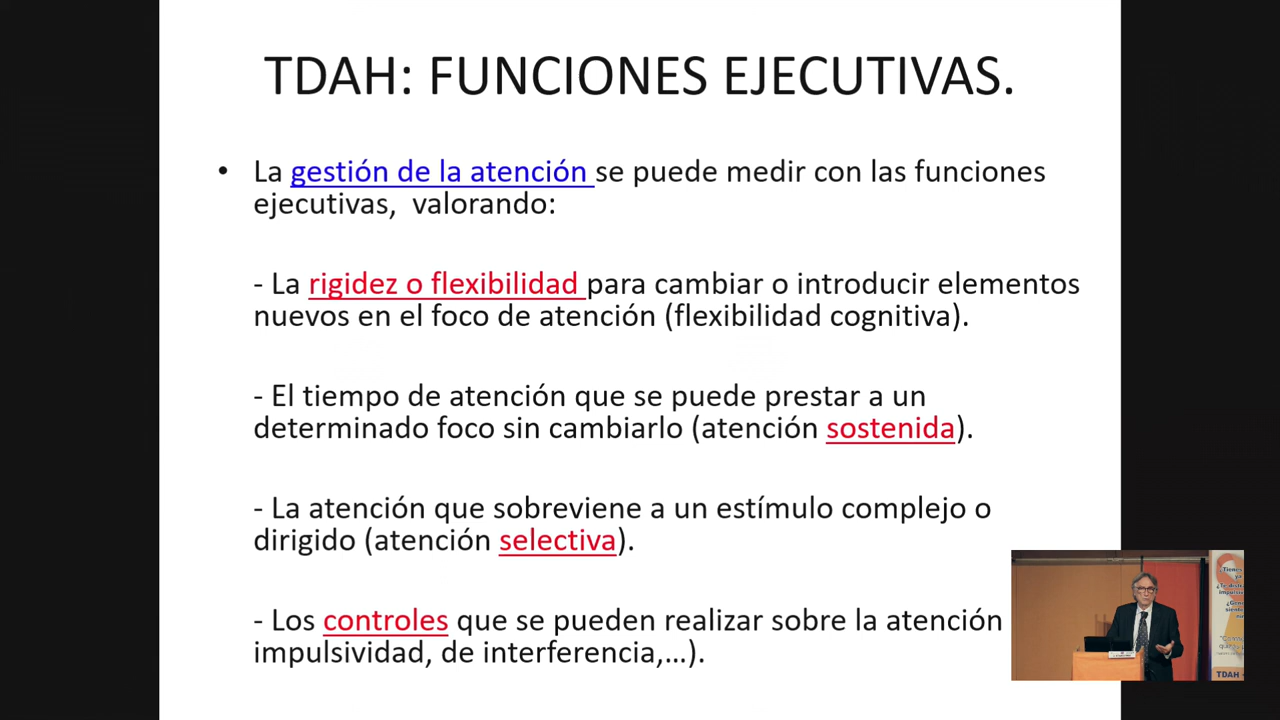 TDAH: FUNCIONES EJECUTIVAS.
• La gestión de la atención se puede medir con las funciones
ejecutivas, valorando:
- La rigidez o flexibilidad para cambiar o introducir elementos
nuevos en el foco de atención (flexibilidad cognitiva).
- El tiempo de atención que se puede prestar a un
determinado foco sin cambiarlo (atención sostenida).
- La atención que sobreviene a un estímulo complejo o
dirigido (atención selectiva).
- Los controles que se pueden realizar sobre la atención
impulsividad, de interferencia,...).
¿Tienes
TDAH